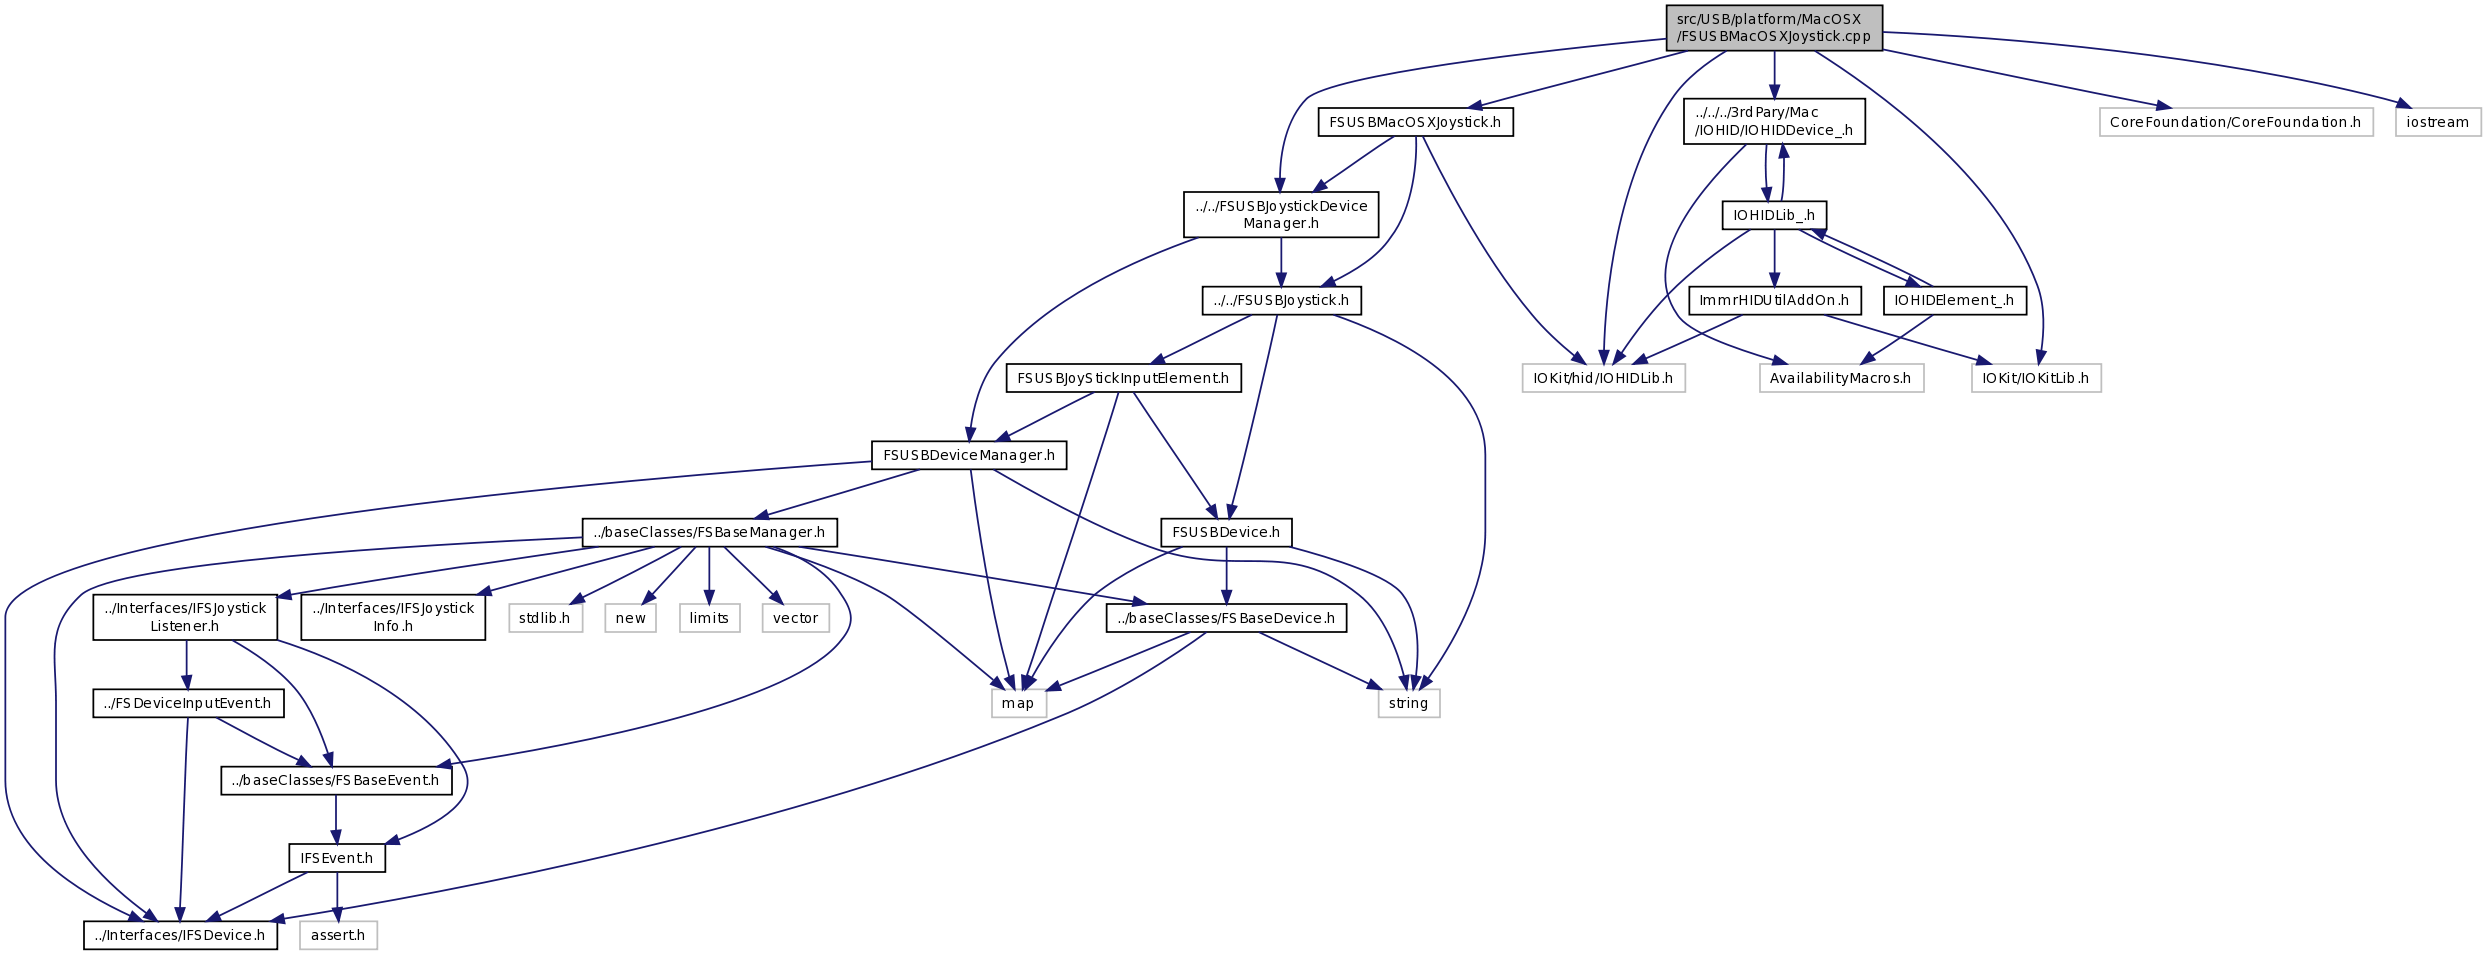 src/USB/platform/MacOSX
/FSUSBMacOSXJoystick.cpp
FSUSBMacOSXJoystick.h
../../../3rdPary/Mac
/IOHID/IOHIDDevice_.h
CoreFoundation/CoreFoundation.h
iostream
../../FSUSBJoystickDevice
Manager.h
IOHIDLib_.h
../../FSUSBJoystick.h
ImmrHIDUtilAddOn.h
IOHIDElement_.h
FSUSBJoyStickInputElement.h
IOKit/hid/IOHIDLib.h
AvailabilityMacros.h
IOKit/IOKitLib.h
FSUSBDeviceManager.h
../baseClasses/FSBaseManager.h
FSUSBDevice.h
../Interfaces/IFSJoystick
Listener.h
../Interfaces/IFSJoystick
Info.h
stdlib.h
new
limits
vector
../baseClasses/FSBaseDevice.h
../FSDeviceInputEvent.h
map
string
../baseClasses/FSBaseEvent.h
IFSEvent.h
../Interfaces/IFSDevice.h
assert.h